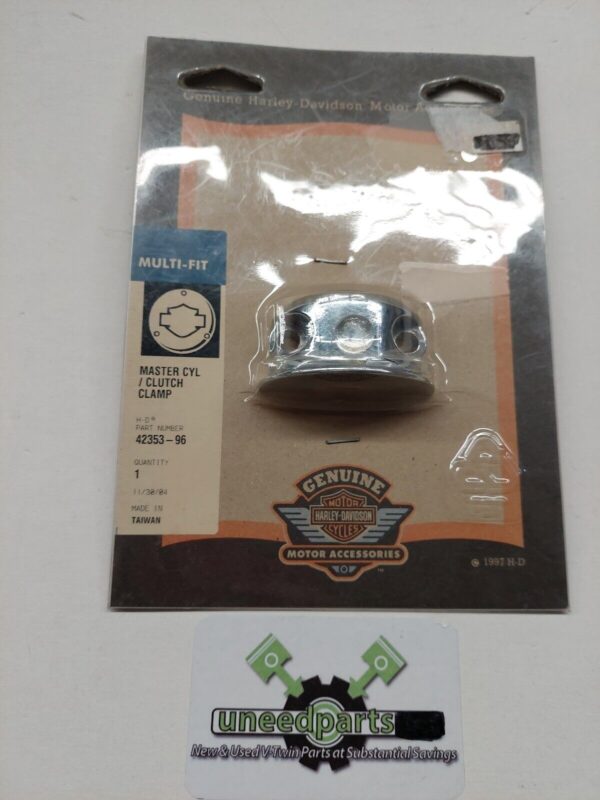 Genuine Harley-Davidson Motor
MULTI-FIT
MASTER CYL
/ CLUTCH
CLAMP
H-D®
PART NUMBER
42353-96
QUANTITY
1
11/30/04
MADE IN
TAIWAN
GENUINE
MOTOR
HARLEY-DAVIDSON
CYCLES
MOTOR ACCESSORIES
™
© 1997 H-D
uneedparts
New & Used V-Twin Parts at Substantial Savings